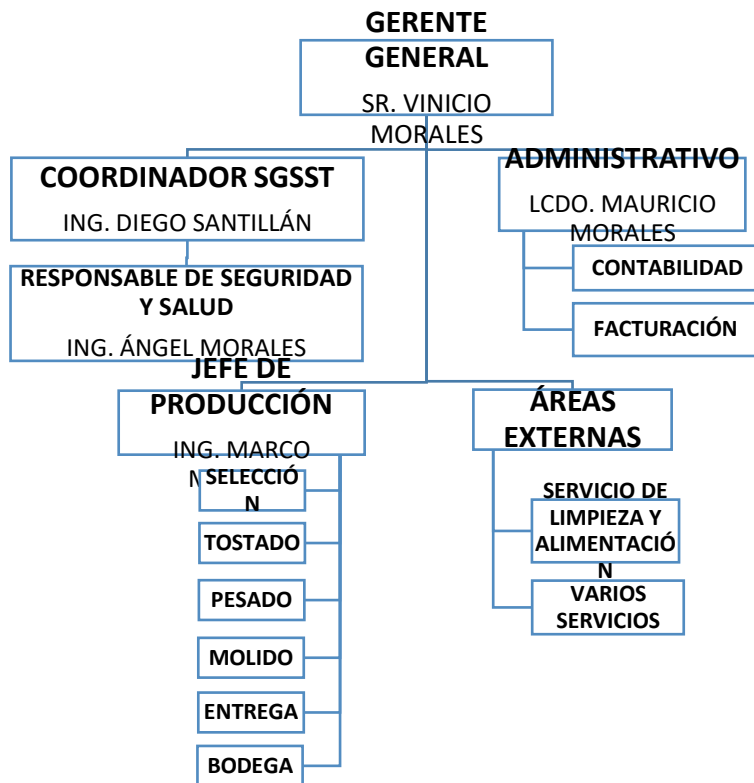 GERENTE
GENERAL
SR. VINICIO
MORALES
COORDINADOR SGSST
ING. DIEGO SANTILLÁN
RESPONSABLE DE SEGURIDAD
Y SALUD
ING. ÁNGEL MORALES
ADMINISTRATIVO
LCDO. MAURICIO
MORALES
CONTABILIDAD
FACTURACIÓN
JEFE DE
PRODUCCIÓN
ING. MARCO
SELECCIÓ
N
TOSTADO
PESADO
MOLIDO
ENTREGA
BODEGA
ÁREAS
EXTERNAS
SERVICIO DE
LIMPIEZA Y
ALIMENTACIÓ
N
VARIOS
SERVICIOS